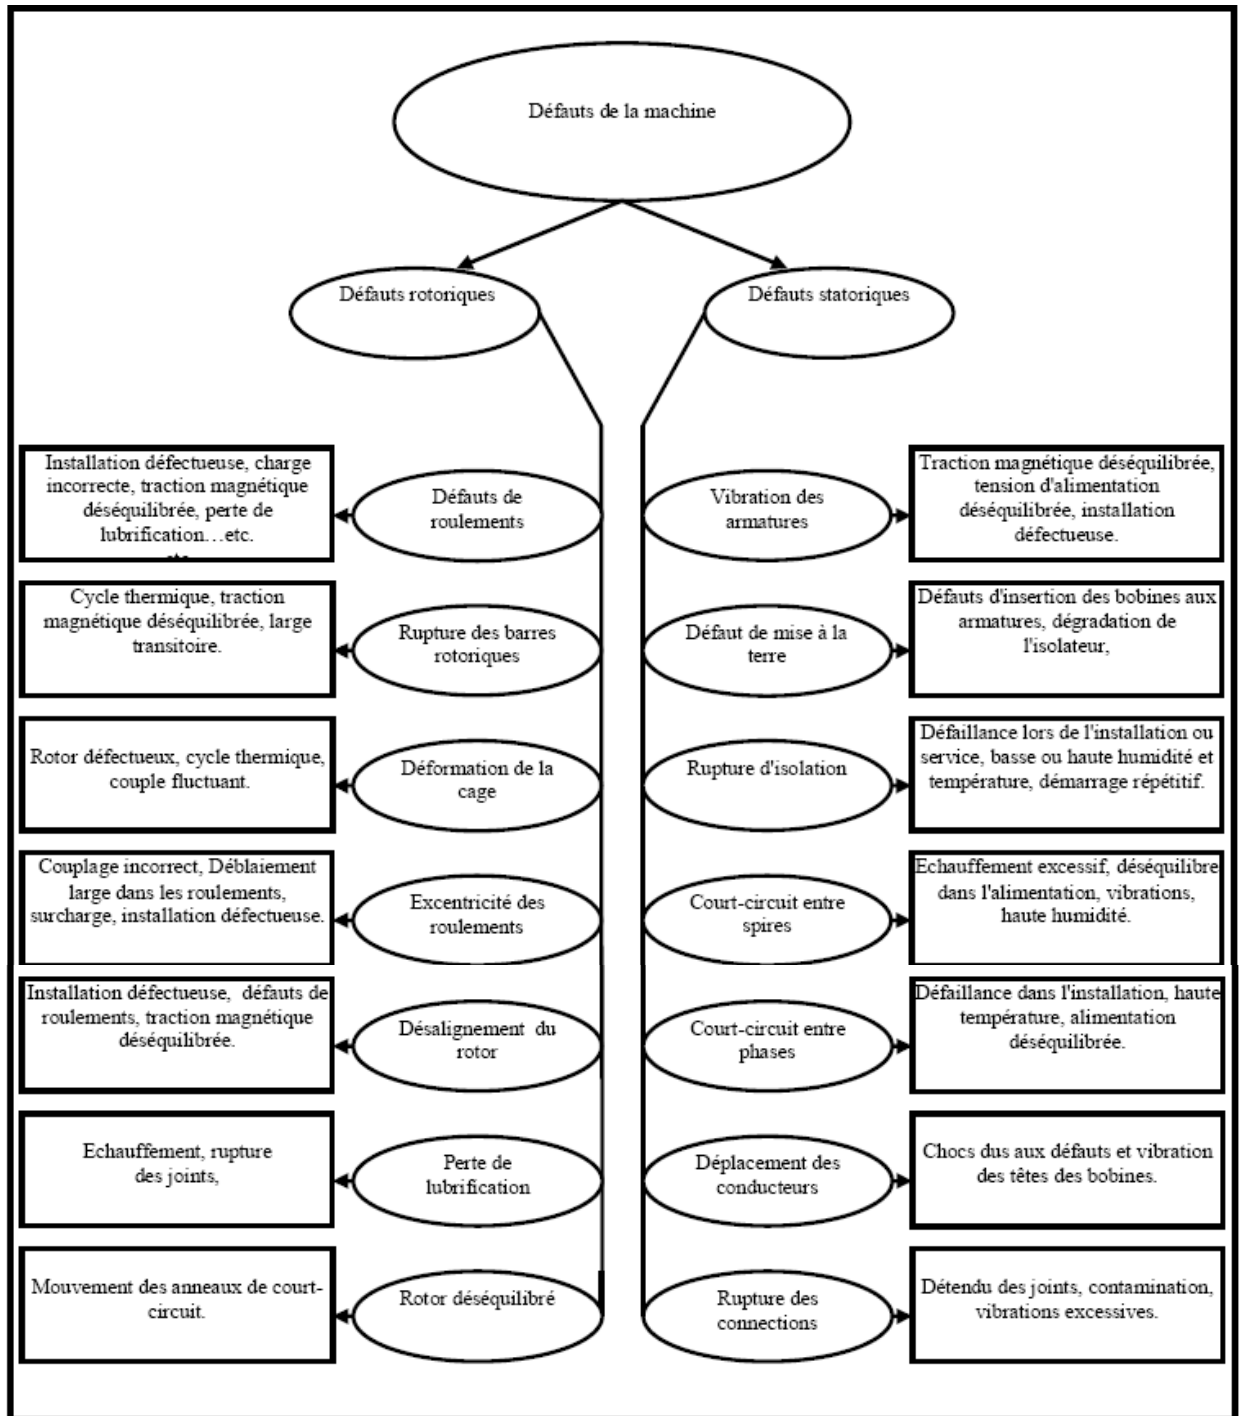 Défauts de la machine
Défauts rotoriques
Défauts statoriques
Installation défectueuse, charge
incorrecte, traction magnétique
déséquilibrée, perte de
lubrification…etc.
Défauts de
roulements
Vibration des
armatures
Traction magnétique déséquilibrée,
tension d'alimentation
déséquilibrée, installation
défectueuse.
Cycle thermique, traction
magnétique déséquilibrée, large
transitoire.
Rupture des barres
rotoriques
Défaut de mise à la
terre
Défauts d'insertion des bobines aux
armatures, dégradation de
l'isolateur,
Rotor défectueux, cycle thermique,
couple fluctuant.
Déformation de la
cage
Rupture d'isolation
Défaillance lors de l'installation ou
service, basse ou haute humidité et
température, démarrage répétitif.
Couplage incorrect, Déblaiement
large dans les roulements,
surcharge, installation défectueuse.
Excentricité des
roulements
Court-circuit entre
spires
Echauffement excessif, déséquilibre
dans l'alimentation, vibrations,
haute humidité.
Installation défectueuse, défauts de
roulements, traction magnétique
déséquilibrée.
Désalignement du
rotor
Court-circuit entre
phases
Défaillance dans l'installation, haute
température, alimentation
déséquilibrée.
Echauffement, rupture
des joints,
Perte de
lubrification
Déplacement des
conducteurs
Chocs dus aux défauts et vibration
des têtes des bobines.
Mouvement des anneaux de court-
circuit.
Rotor déséquilibré
Rupture des
connections
Détendu des joints, contamination,
vibrations excessives.